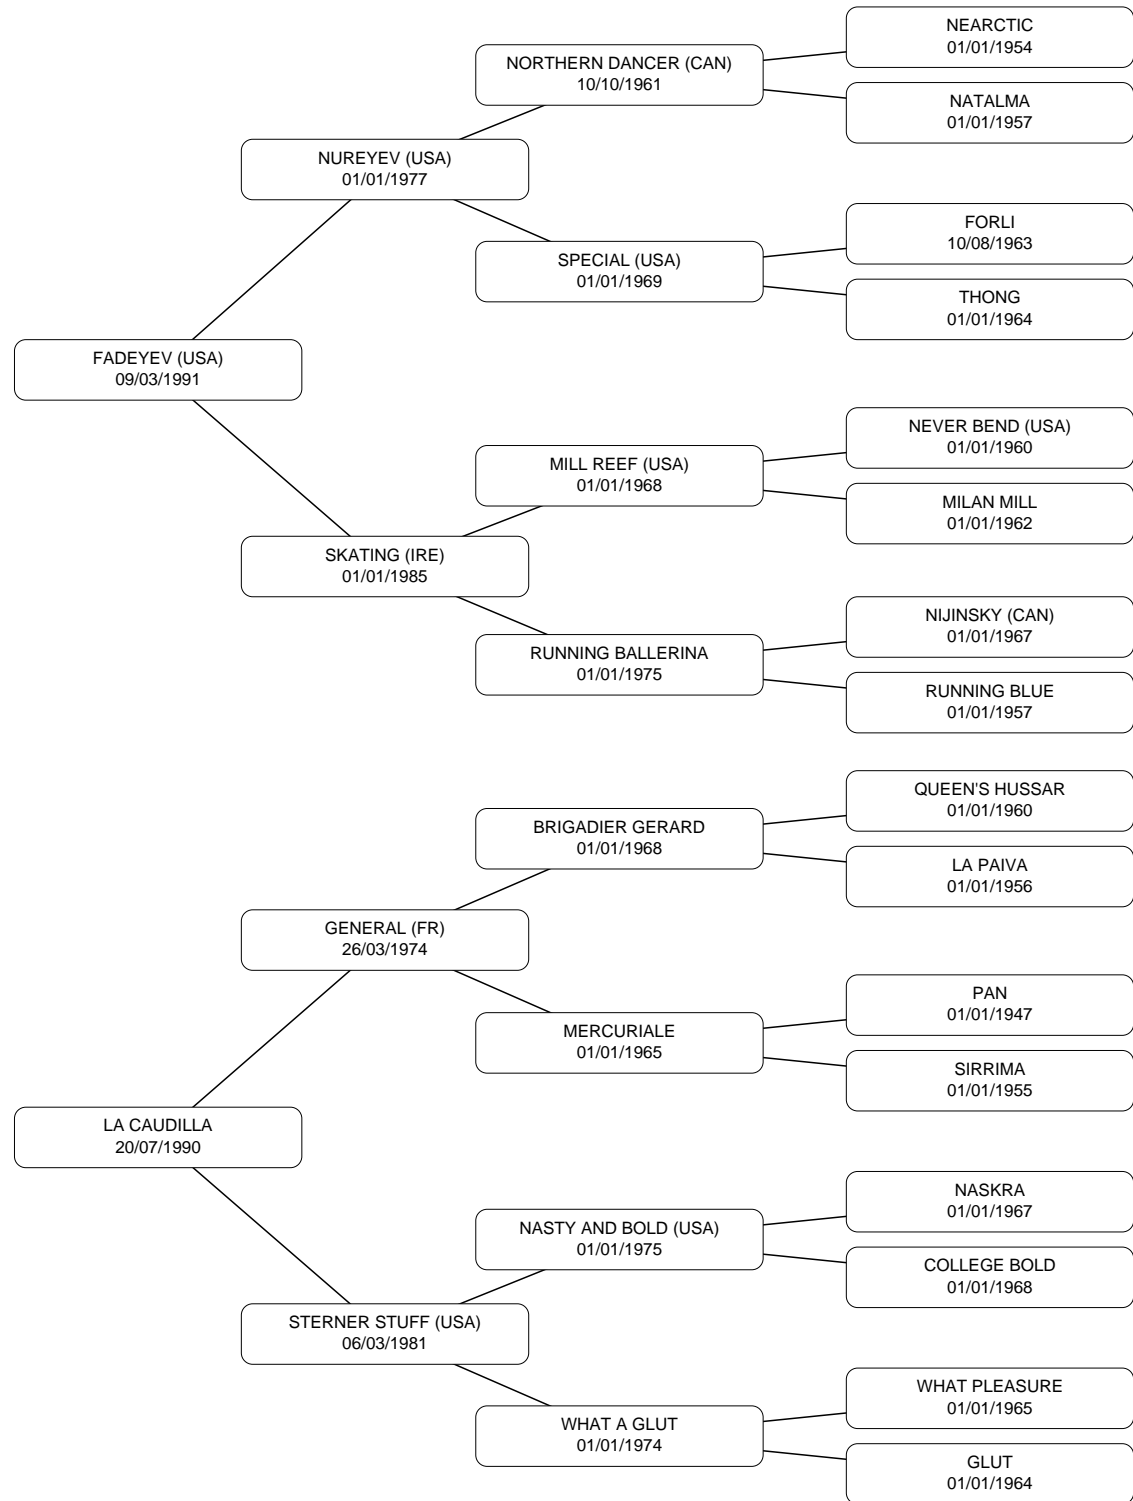 NEARCTIC
01/01/1954
NORTHERN DANCER (CAN)
10/10/1961
NATALMA
01/01/1957
NUREYEV (USA)
01/01/1977
FORLI
10/08/1963
SPECIAL (USA)
01/01/1969
THONG
01/01/1964
FADEYEV (USA)
09/03/1991
NEVER BEND (USA)
01/01/1960
MILL REEF (USA)
01/01/1968
MILAN MILL
01/01/1962
SKATING (IRE)
01/01/1985
NIJINSKY (CAN)
01/01/1967
RUNNING BALLERINA
01/01/1975
RUNNING BLUE
01/01/1957
QUEEN'S HUSSAR
01/01/1960
BRIGADIER GERARD
01/01/1968
LA PAIVA
01/01/1956
GENERAL (FR)
26/03/1974
PAN
01/01/1947
MERCURIALE
01/01/1965
SIRRIMA
01/01/1955
LA CAUDILLA
20/07/1990
NASKRA
01/01/1967
NASTY AND BOLD (USA)
01/01/1975
COLLEGE BOLD
01/01/1968
STERNER STUFF (USA)
06/03/1981
WHAT PLEASURE
01/01/1965
WHAT A GLUT
01/01/1974
GLUT
01/01/1964